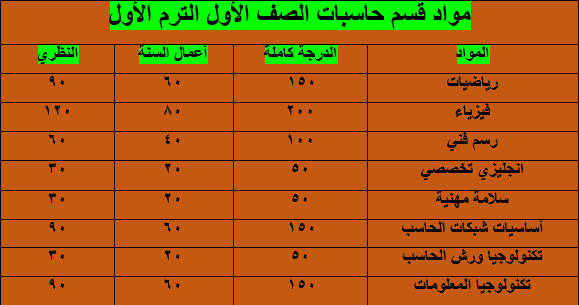 مواد قسم حاسبات الصف الأول الترم الأول
المواد الدرجة كاملة أعمال السنة النظري
رياضيات ١٥٠ ٦٠ ٩٠
فيزياء ٢٠٠ ٨٠ ١٢٠
رسم فني ١٠٠ ٤٠ ٦٠
انجليزي تخصصي ٥٠ ٢٠ ٣٠
سلامة مهنية ٥٠ ٢٠ ٣٠
أساسيات شبكات الحاسب ١٥٠ ٦٠ ٩٠
تكنولوجيا ورش الحاسب ٥٠ ٢٠ ٣٠
تكنولوجيا المعلومات ١٥٠ ٦٠ ٩٠